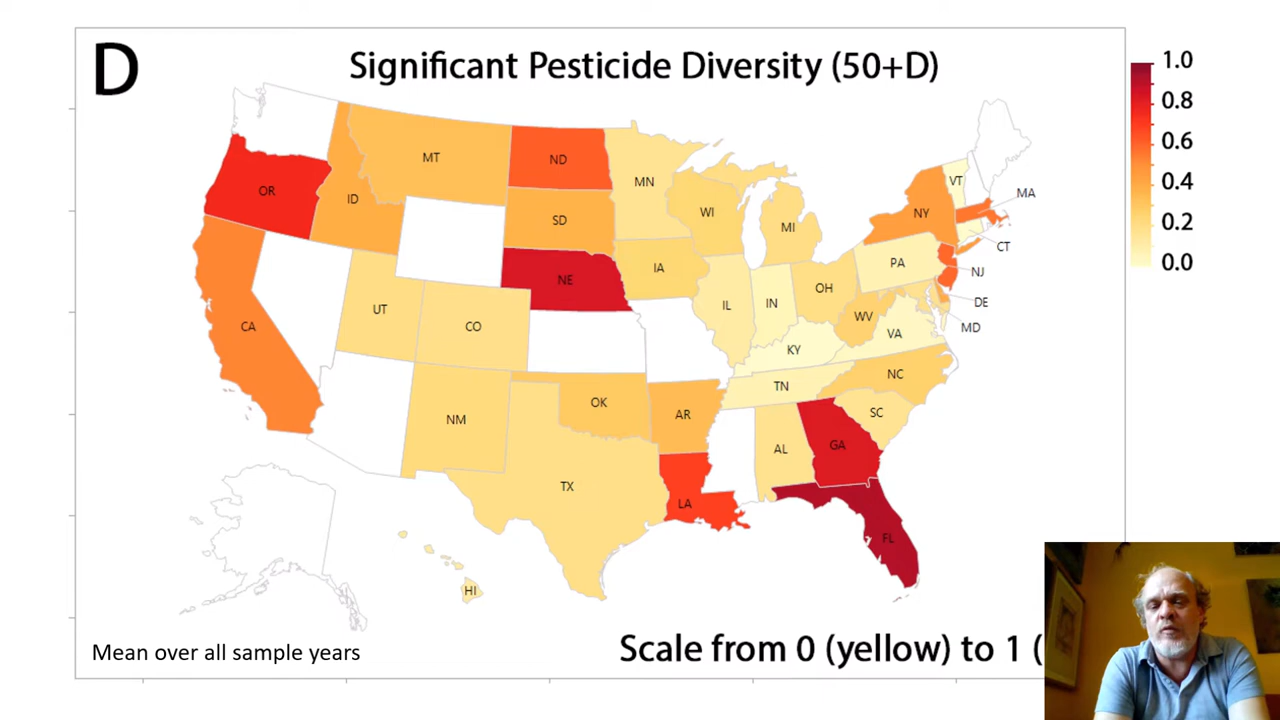 D
Significant Pesticide Diversity (50+D)
1.0
0.8
0.6
0.4
0.2
0.0
OR
ID
MT
ND
MN
SD
WI
MI
NY
VT
MA
CT
NJ
PA
NE
IA
IL
IN
OH
WV
DE
MD
VA
CA
UT
CO
KY
NC
TN
NM
OK
AR
SC
AL
GA
TX
LA
FL
HI
Mean over all sample years
Scale from 0 (yellow) to 1 (